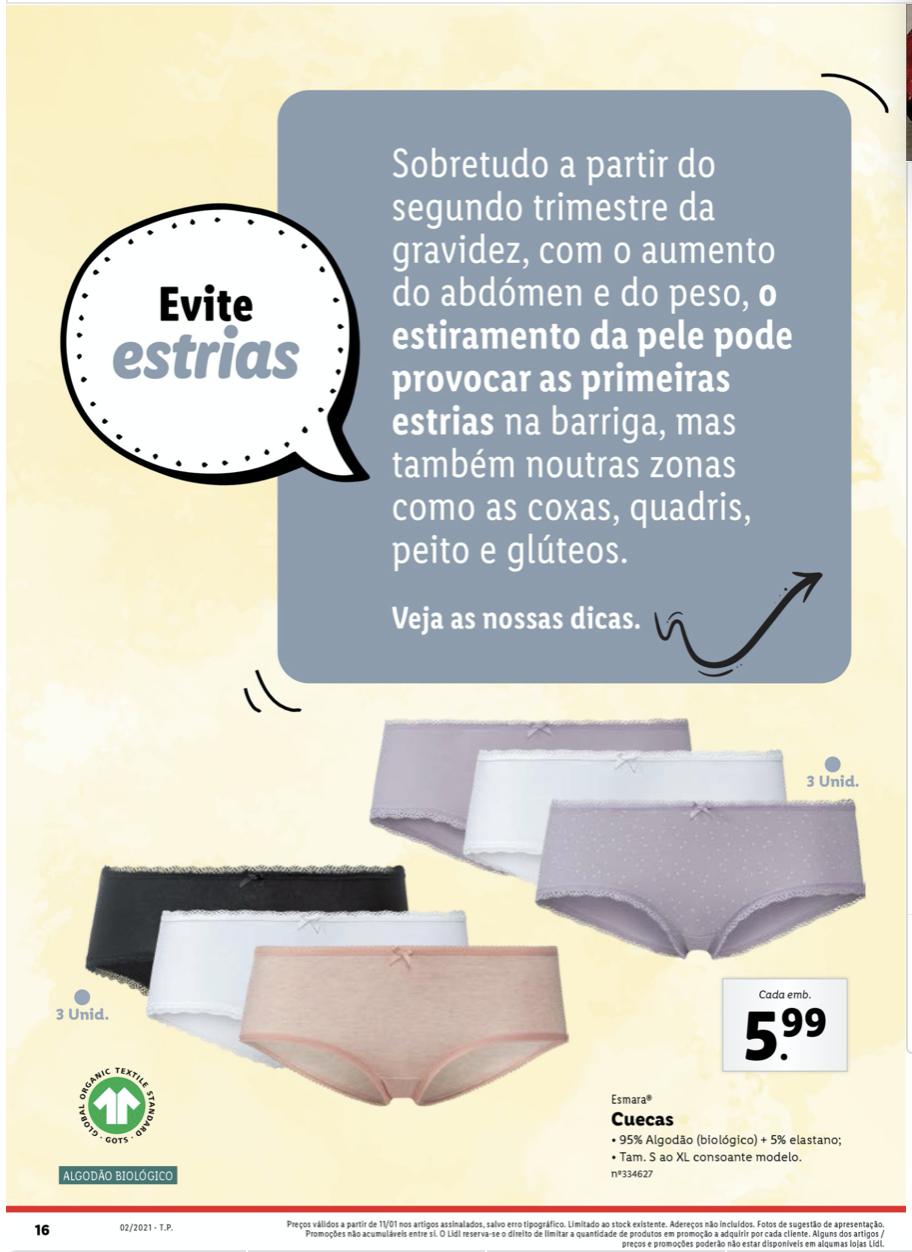 Evite
estrias
Sobretudo a partir do
segundo trimestre da
gravidez, com o aumento
do abdómen e do peso, o
estiramento da pele pode
provocar as primeiras
estrias na barriga, mas
também noutras zonas
como as coxas, quadris,
peito e glúteos.
Veja as nossas dicas.
3 Unid.
3 Unid.
GLOBAL ORGANIC TEXTILE STANDARD
· GOTS ·
ALGODÃO BIOLÓGICO
Cada emb.
5.99
Esmara®
Cuecas
• 95% Algodão (biológico) + 5% elastano;
• Tam. S ao XL consoante modelo.
nº334627
16
02/2021 - T.P.
Preços válidos a partir de 11/01 nos artigos assinalados, salvo erro tipográfico. Limitado ao stock existente. Adereços não incluídos. Fotos de sugestão de apresentação.
Promoções não acumuláveis entre si. O Lidl reserva-se o direito de limitar a quantidade de produtos em promoção a adquirir por cada cliente. Alguns dos artigos /
preços e promoções poderão não estar disponíveis em algumas lojas Lidl.